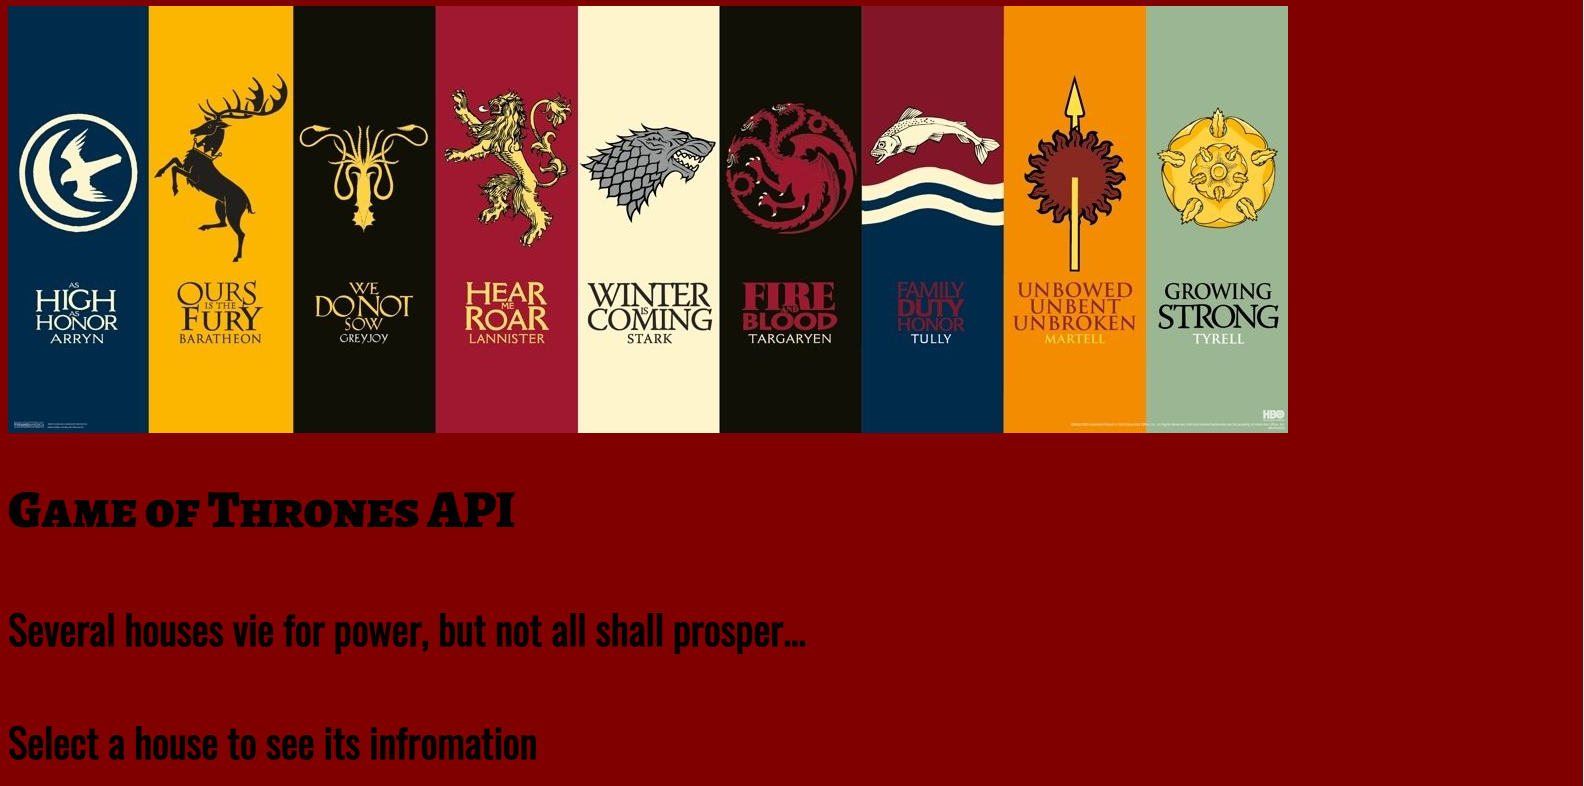 AS
HIGH
AS
HONOR
ARRYN
OURS
IS THE
FURY
BARATHEON
WE
DO NOT
SOW
GREYJOY
HEAR
ME
ROAR
LANNISTER
WINTER
IS
COMING
STARK
FIRE
AND
BLOOD
TARGARYEN
FAMILY
DUTY
HONOR
TULLY
UNBOWED
UNBENT
UNBROKEN
MARTELL
GROWING
STRONG
TYRELL
HBO
Game of Thrones API
Several houses vie for power, but not all shall prosper...
Select a house to see its infromation